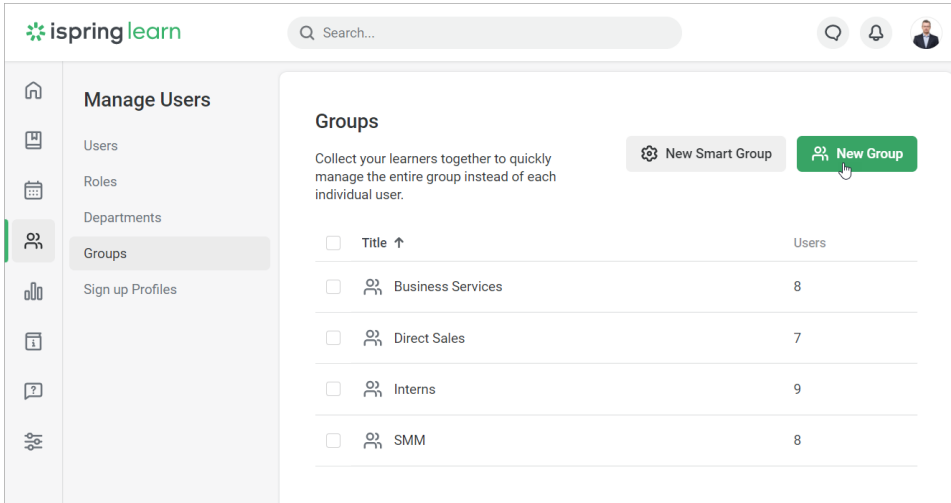 ispring learn
Search...
Manage Users
Users
Roles
Departments
Groups
Sign up Profiles
Groups
Collect your learners together to quickly
manage the entire group instead of each
individual user.
New Smart Group
New Group
Title Users
Business Services 8
Direct Sales 7
Interns 9
SMM 8